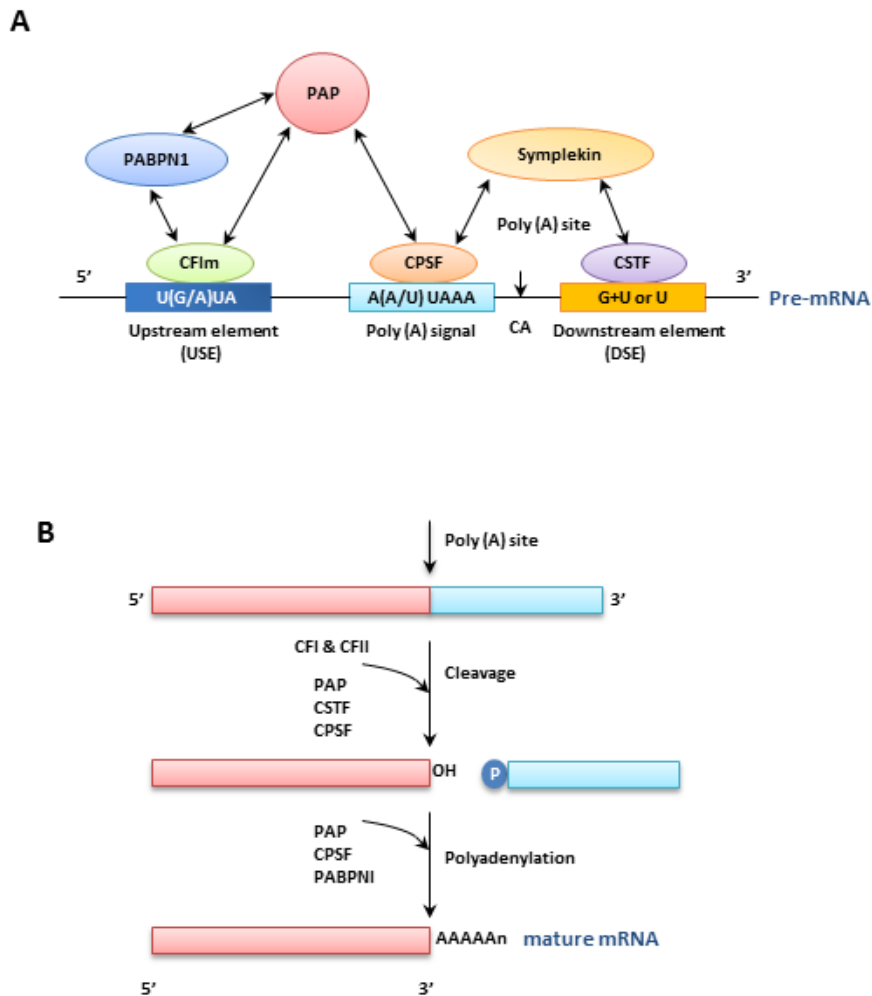 A
PAP
PABPN1
Symplekin
Poly (A) site
CFIm
CPSF
CSTF
5’
3’
U(G/A)UA
A(A/U) UAAA
G+U or U
Pre-mRNA
Upstream element
(USE)
Poly (A) signal
CA
Downstream element
(DSE)
B
Poly (A) site
5’
3’
CFI & CFII
Cleavage
PAP
CSTF
CPSF
OH
P
PAP
CPSF
PABPNI
Polyadenylation
AAAAAn
mature mRNA
5’
3’